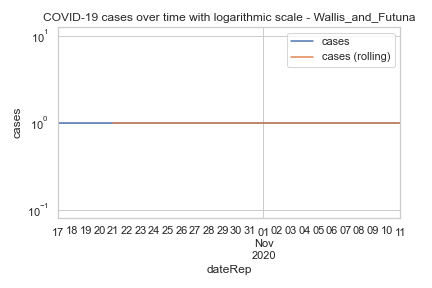 COVID-19 cases over time with logarithmic scale - Wallis_and_Futuna
cases
cases (rolling)
10¹
10⁰
10⁻¹
cases
17 18 19 20 21 22 23 24 25 26 27 28 29 30 31 01 02 03 04 05 06 07 08 09 10 11
Nov
2020
dateRep